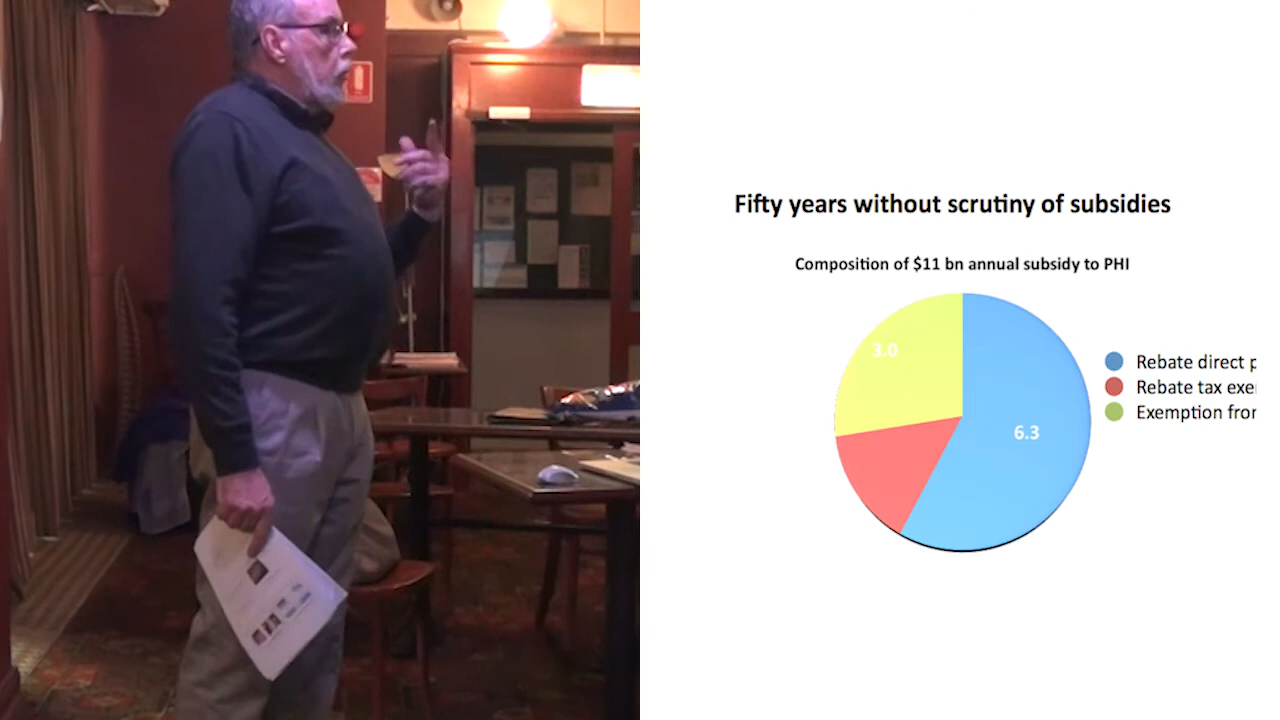 Fifty years without scrutiny of subsidies
Composition of $11 bn annual subsidy to PHI
3.0
6.3
Rebate direct p
Rebate tax exe
Exemption fror